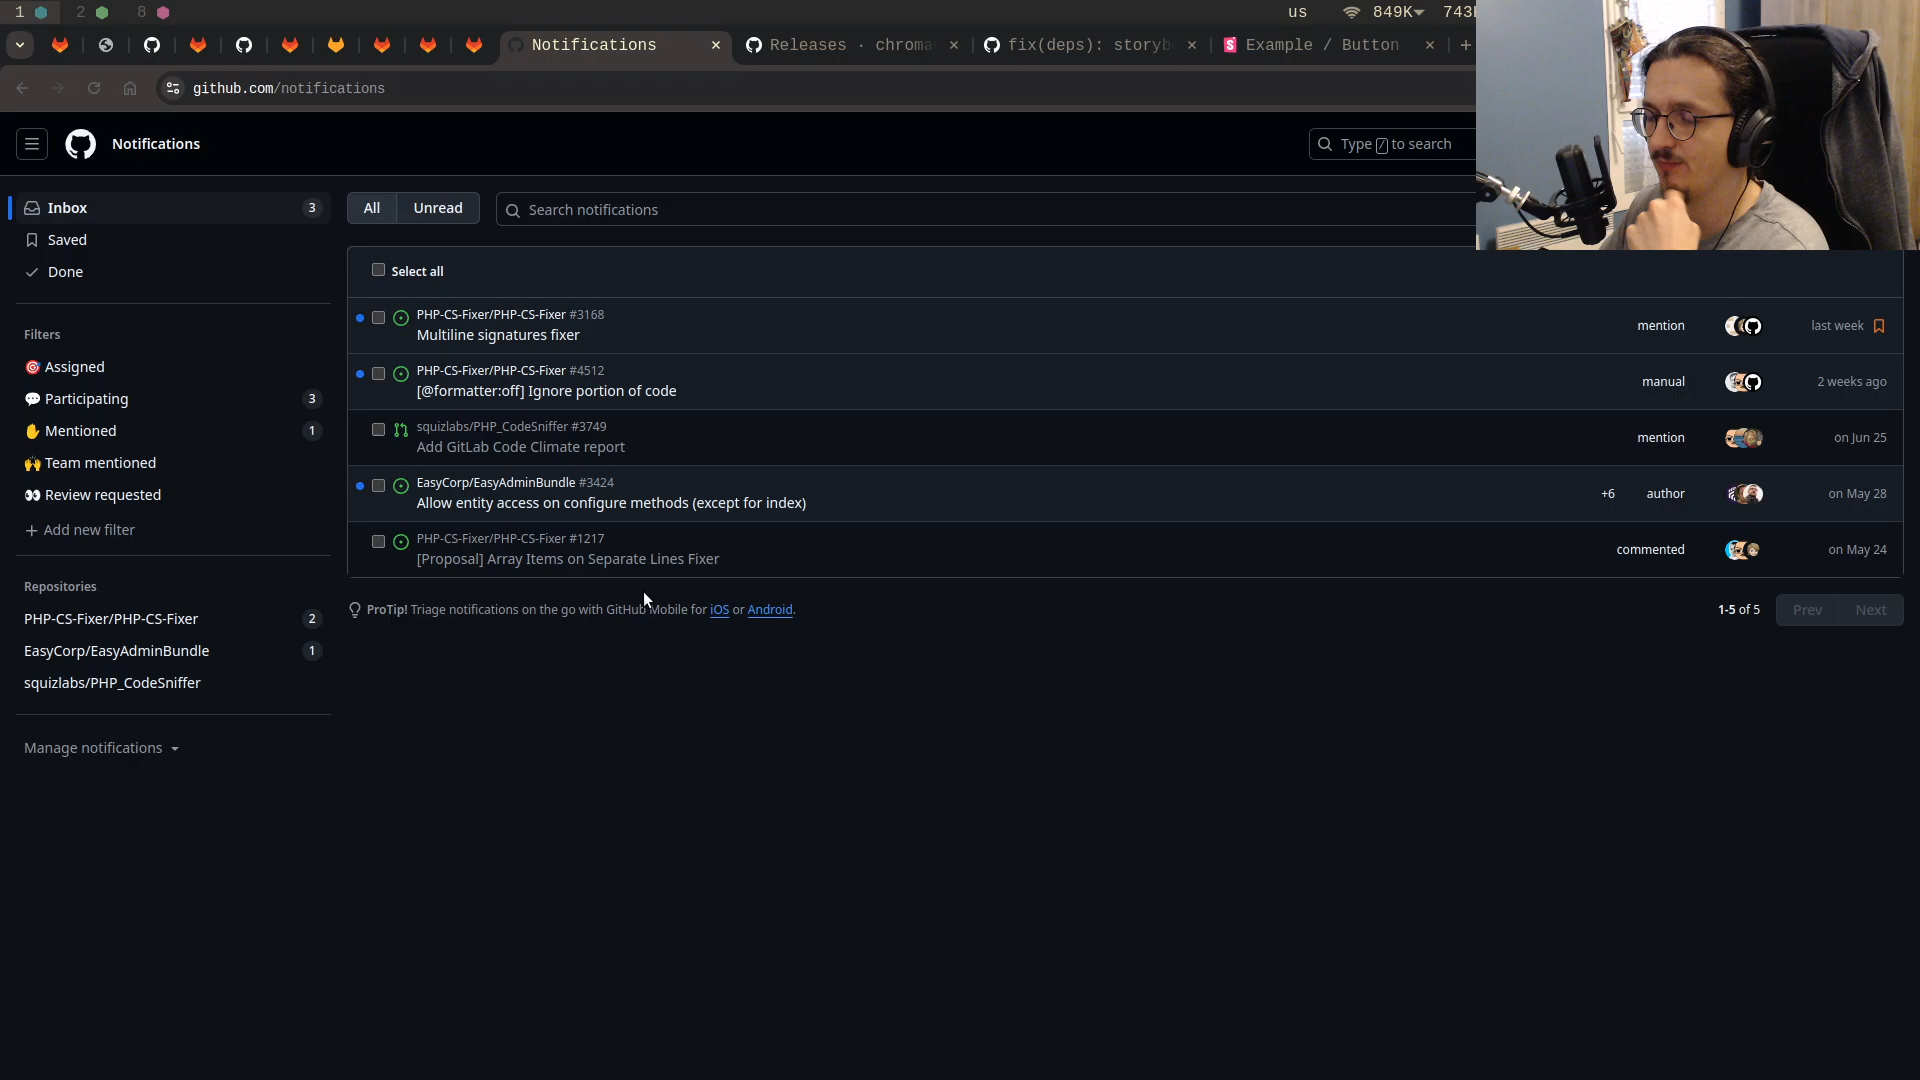 1 2 8 us 849K 743
Notifications Releases · chroma fix(deps): storyb Example / Button
github.com/notifications
Notifications
Type / to search
Inbox 3
Saved
Done
Filters
🎯 Assigned
💬 Participating 3
✋ Mentioned 1
🙌 Team mentioned
👀 Review requested
+ Add new filter
Repositories
PHP-CS-Fixer/PHP-CS-Fixer 2
EasyCorp/EasyAdminBundle 1
squizlabs/PHP_CodeSniffer
Manage notifications
All Unread Search notifications
Select all
PHP-CS-Fixer/PHP-CS-Fixer #3168
Multiline signatures fixer
mention last week
PHP-CS-Fixer/PHP-CS-Fixer #4512
[@formatter:off] Ignore portion of code
manual 2 weeks ago
squizlabs/PHP_CodeSniffer #3749
Add GitLab Code Climate report
mention on Jun 25
EasyCorp/EasyAdminBundle #3424
Allow entity access on configure methods (except for index)
+6 author on May 28
PHP-CS-Fixer/PHP-CS-Fixer #1217
[Proposal] Array Items on Separate Lines Fixer
commented on May 24
ProTip! Triage notifications on the go with GitHub Mobile for iOS or Android.
1-5 of 5 Prev Next